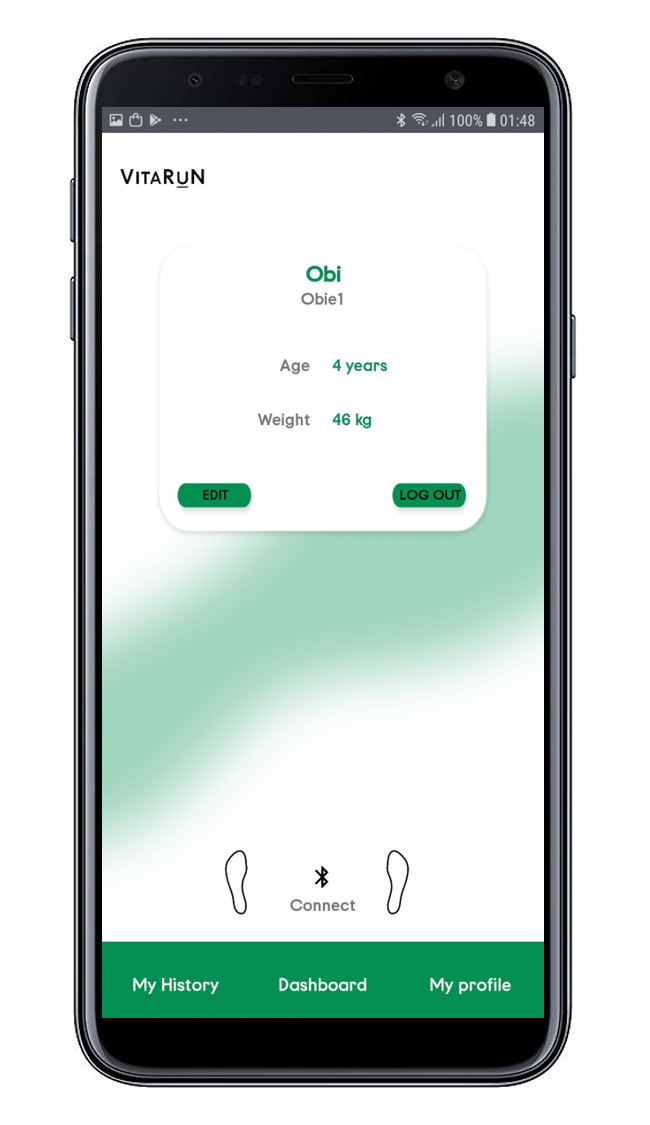 100% 01:48
VITARUN
Obi
Obie1
Age 4 years
Weight 46 kg
EDIT LOG OUT
Connect
My History Dashboard My profile